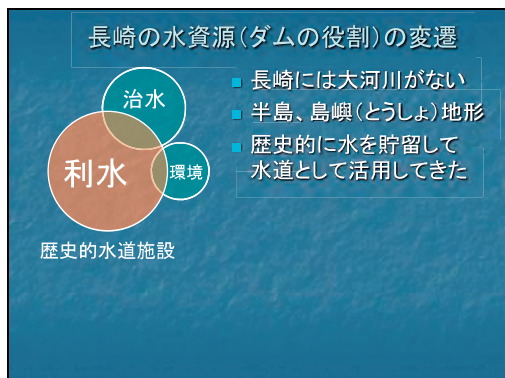 長崎の水資源(ダムの役割)の変遷
治水
利水
環境
歴史的水道施設
■ 長崎には大河川がない
■ 半島、島嶼(とうしょ)地形
■ 歴史的に水を貯留して
水道として活用してきた